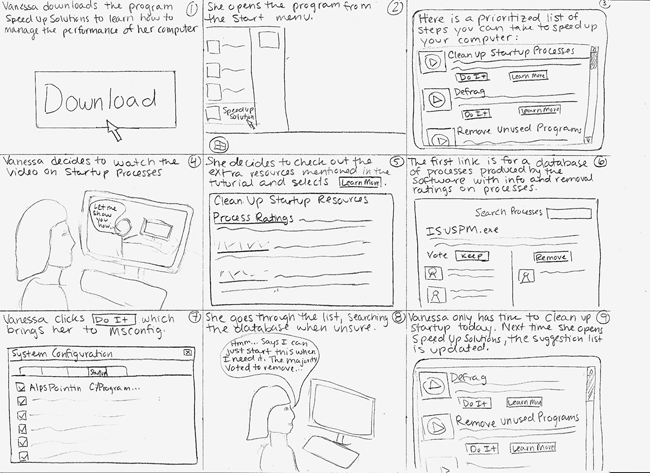 Vanessa downloads the program
Speed Up Solutions to learn how to
manage the performance of her computer
1
Download
She opens the program from
the Start menu.
2
Speed Up
Solution
3
Here is a prioritized list of
steps you can take to speed up
your computer:
Clean Up Startup Processes
Do It Learn More
Defrag
Do It Learn More
Remove Unused Programs
Vanessa decides to watch the
video on Startup Processes
4
Let me
show
you
how...
She decides to check out the
extra resources mentioned in the
tutorial and selects Learn More.
5
Clean Up Startup Resources
Process Ratings
The first link is for a database
of processes produced by the
software with info and removal
ratings on processes.
6
Search Processes
ISUSPM.exe
Vote Keep Remove
Vanessa clicks Do It which
brings her to Msconfig.
7
System Configuration
Startup
AlpsPointin C/Program...
She goes through the list, searching
the database when unsure.
8
Hmm... Says I can
just start this when
I need it. The majority
voted to remove...
Vanessa only has time to clean up
startup today. Next time she opens
Speed Up Solutions, the suggestion list
is updated.
9
Defrag
Do It Learn More
Remove Unused Programs
Do It Learn More